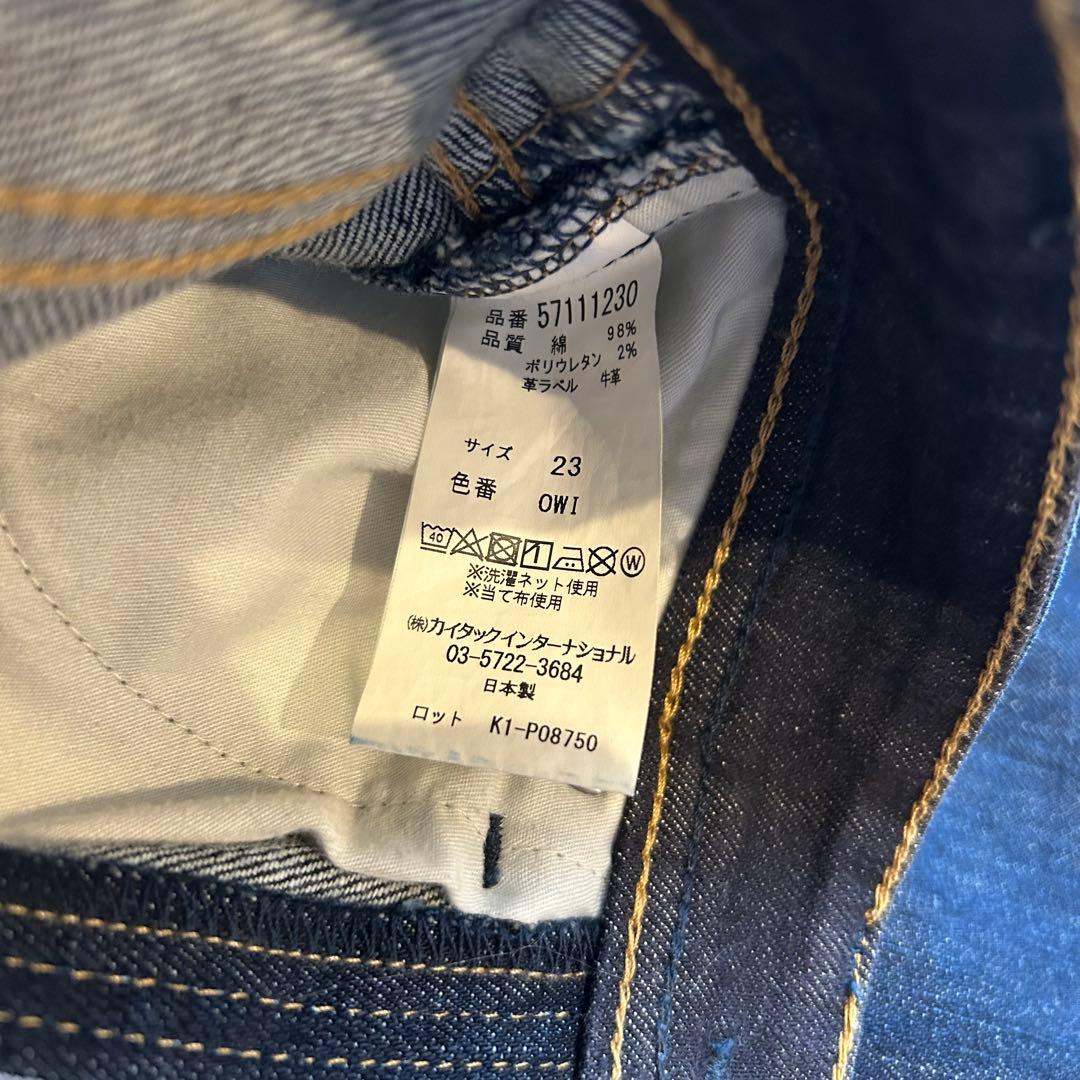 品番 57111230
品質 綿 98%
ポリウレタン 2%
革ラベル 牛革
サイズ 23
色番 OWI
40 1 W
※洗濯ネット使用
※当て布使用
(株)カイタックインターナショナル
03-5722-3684
日本製
ロット K1-P08750